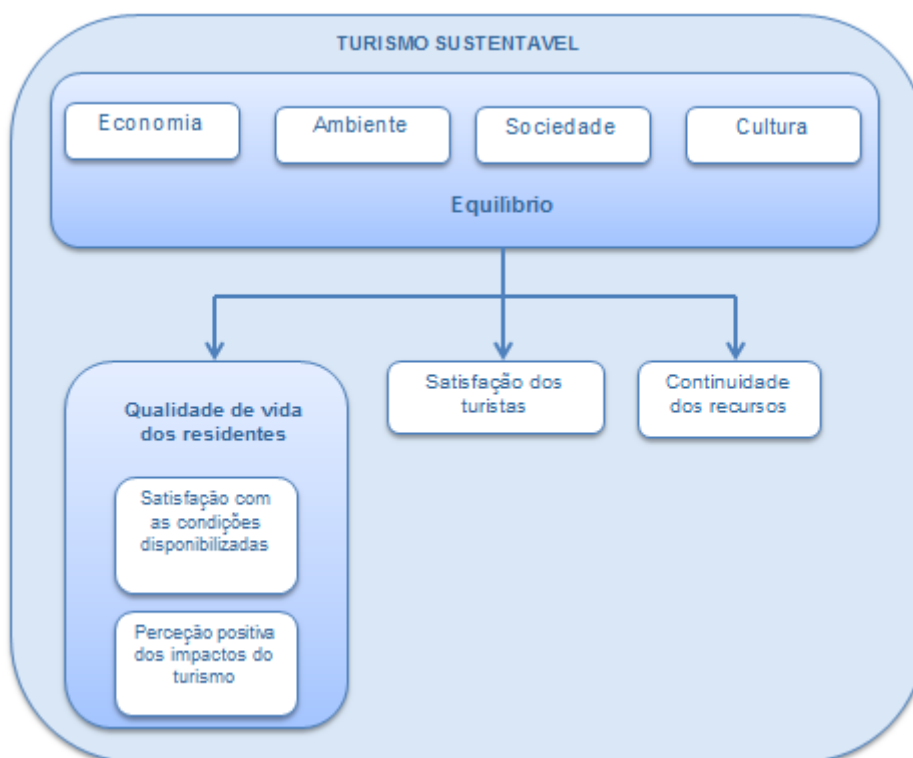 TURISMO SUSTENTAVEL
Economia
Ambiente
Sociedade
Cultura
Equilíbrio
Qualidade de vida
dos residentes
Satisfação com
as condições
disponibilizadas
Perceção positiva
dos impactos do
turismo
Satisfação dos
turistas
Continuidade
dos recursos